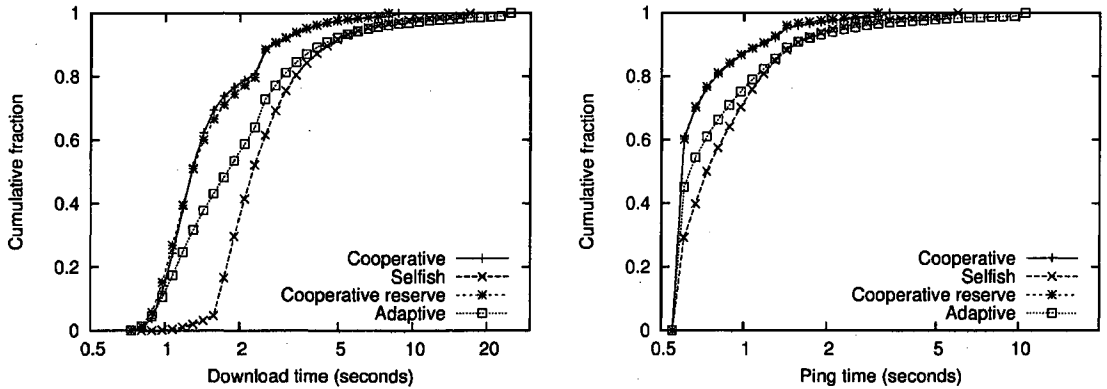 1
0.8
0.6
0.4
0.2
0
Cumulative fraction
Cooperative
Selfish
Cooperative reserve
Adaptive
0.5 1 2 5 10 20
Download time (seconds)
1
0.8
0.6
0.4
0.2
0
Cumulative fraction
Cooperative
Selfish
Cooperative reserve
Adaptive
0.5 1 2 5 10
Ping time (seconds)